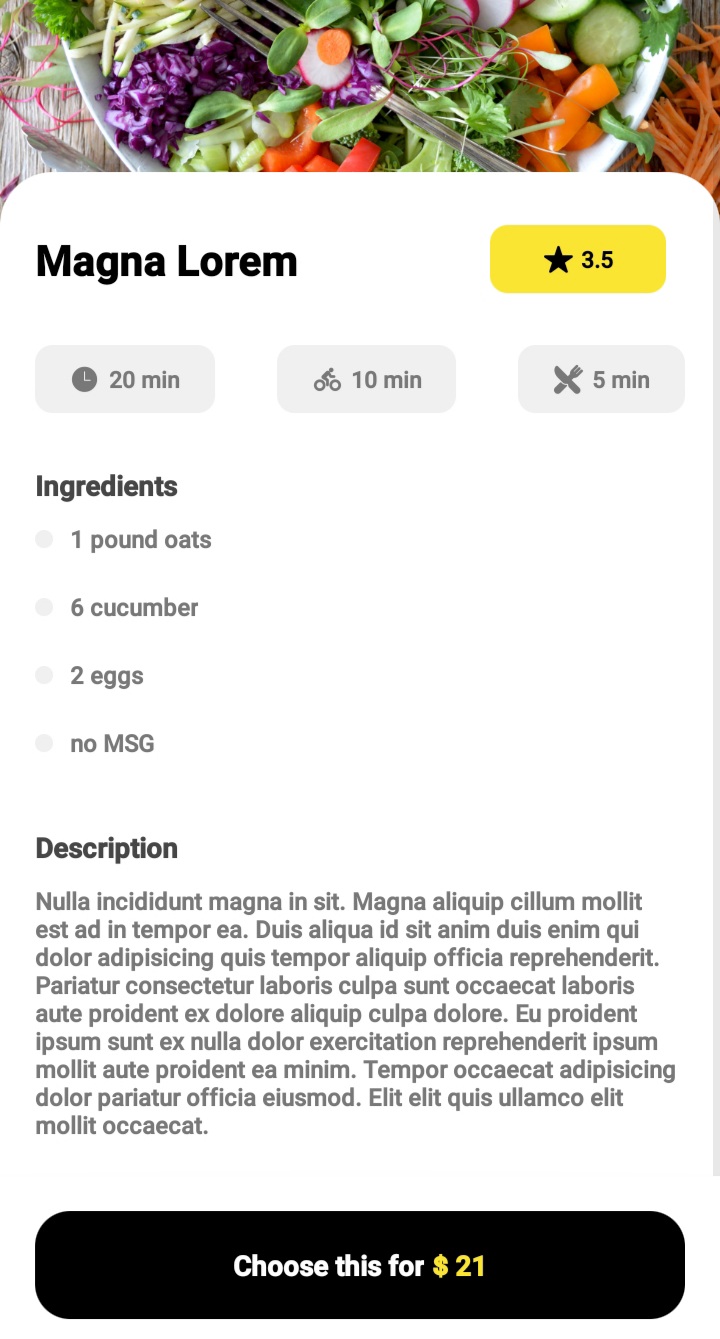 Magna Lorem
3.5
20 min
10 min
5 min
Ingredients
1 pound oats
6 cucumber
2 eggs
no MSG
Description
Nulla incididunt magna in sit. Magna aliquip cillum mollit
est ad in tempor ea. Duis aliqua id sit anim duis enim qui
dolor adipisicing quis tempor aliquip officia reprehenderit.
Pariatur consectetur laboris culpa sunt occaecat laboris
aute proident ex dolore aliquip culpa dolore. Eu proident
ipsum sunt ex nulla dolor exercitation reprehenderit ipsum
mollit aute proident ea minim. Tempor occaecat adipisicing
dolor pariatur officia eiusmod. Elit elit quis ullamco elit
mollit occaecat.
Choose this for $ 21